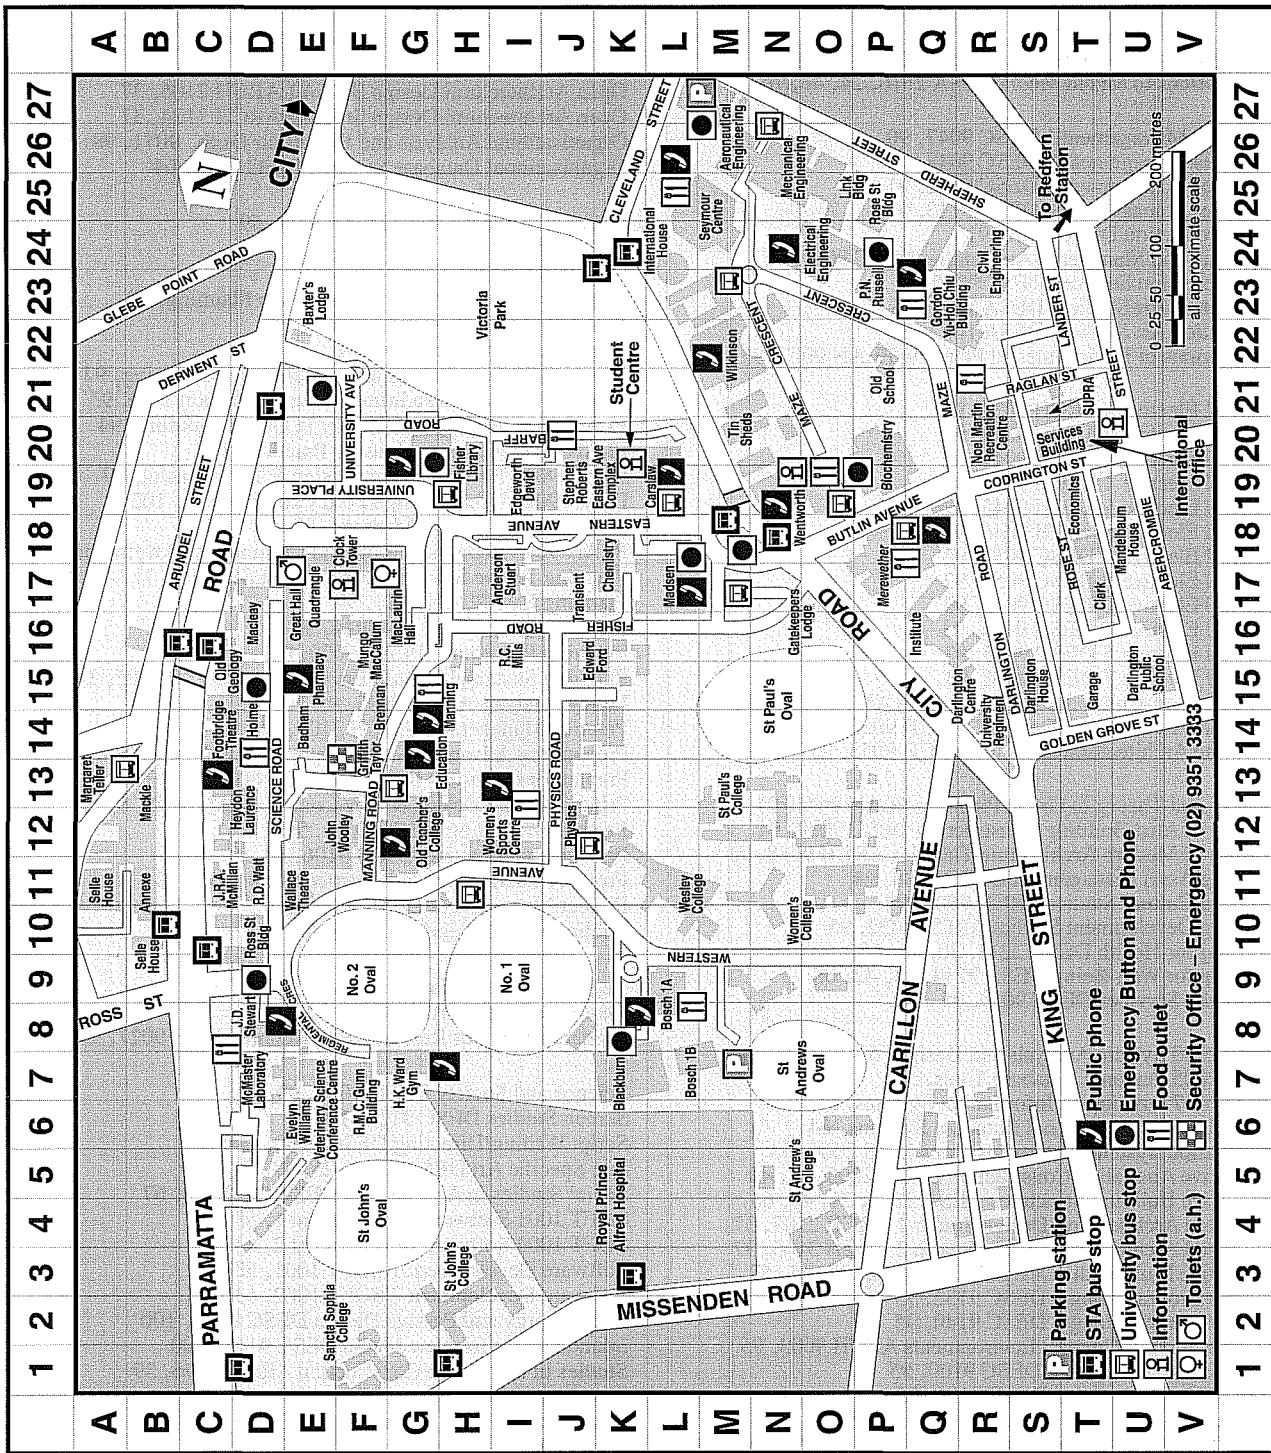 A
B
C
D
E
F
G
H
I
J
K
L
M
N
O
P
Q
R
S
T
U
V
27
26
25
24
23
22
21
20
19
18
17
16
15
14
13
12
11
10
9
8
7
6
5
4
3
2
1
N
CITY
GLEBE POINT ROAD
DERWENT ST
ARUNDEL STREET
PARRAMATTA ROAD
ROSS ST
Baxter's
Lodge
Victoria
Park
CLEVELAND STREET
International
House
Seymour
Centre
Aeronautical
Engineering
P
Mechanical
Engineering
Link
Bldg
Rose St
Bldg
SHEPHERD STREET
To Redfern
Station
Electrical
Engineering
P.N.
Russell
Gordon
Yu-Hoi Chiu
Building
Civil
Engineering
LANDER ST
RAGLAN ST
SUPRA
Wilkinson
MAZE CRESCENT
MAZE CRESCENT
Old
School
Tin
Sheds
Biochemistry
Noel Martin
Recreation
Centre
Services
Building
International
Office
CODRINGTON ST
ABERCROMBIE STREET
Student
Centre
UNIVERSITY AVE
UNIVERSITY PLACE
BARFF ROAD
Fisher
Library
Edgeworth
David
Stephen
Roberts
Eastern Ave
Complex
Carslaw
Wentworth
BUTLIN AVENUE
EASTERN AVENUE
Clock
Tower
Great Hall
Quadrangle
MacLaurin
Hall
Anderson
Stuart
Transient
Chemistry
Madsen
Merewether
Economics
ROSE ST
Mandelbaum
House
Clark
FISHER ROAD
Gatekeepers
Lodge
CITY ROAD
Institute
DARLINGTON ROAD
Macleay
Old
Geology
Mungo
MacCallum
R.C.
Mills
Edward
Ford
St Paul's
Oval
Darlington
Centre
University
Regiment
Darlington
House
Garage
Darlington
Public
School
GOLDEN GROVE ST
Footbridge
Theatre
Holme
Pharmacy
Badham
Brennan
Manning
Griffith
Taylor
Education
SCIENCE ROAD
MANNING ROAD
PHYSICS ROAD
Margaret
Telfer
Mackie
Heydon
Laurence
John
Woolley
Old Teacher's
College
Women's
Sports
Centre
Physics
St Paul's
College
Selle
House
Annexe
J.R.A.
McMillan
R.D. Watt
Wallace
Theatre
WESTERN AVENUE
Wesley
College
Women's
College
CARILLON AVENUE
KING STREET
Selle
House
Ross St
Bldg
No. 2
Oval
No. 1
Oval
J.D.
Stewart
REGIMENTAL CRES
Bosch 1A
Bosch 1B
Blackburn
P
St
Andrews
Oval
McMaster
Laboratory
Evelyn
Williams
Veterinary Science
Conference Centre
R.M.C. Gunn
Building
H.K. Ward
Gym
St Andrew's
College
Royal Prince
Alfred Hospital
St John's
Oval
St John's
College
Sancta Sophia
College
MISSENDEN ROAD
0 25 50 100 200 metres
all approximate scale
P Parking station
STA bus stop
University bus stop
Information
Toilets (a.h.)
Public phone
Emergency Button and Phone
Food outlet
Security Office – Emergency (02) 9351 3333